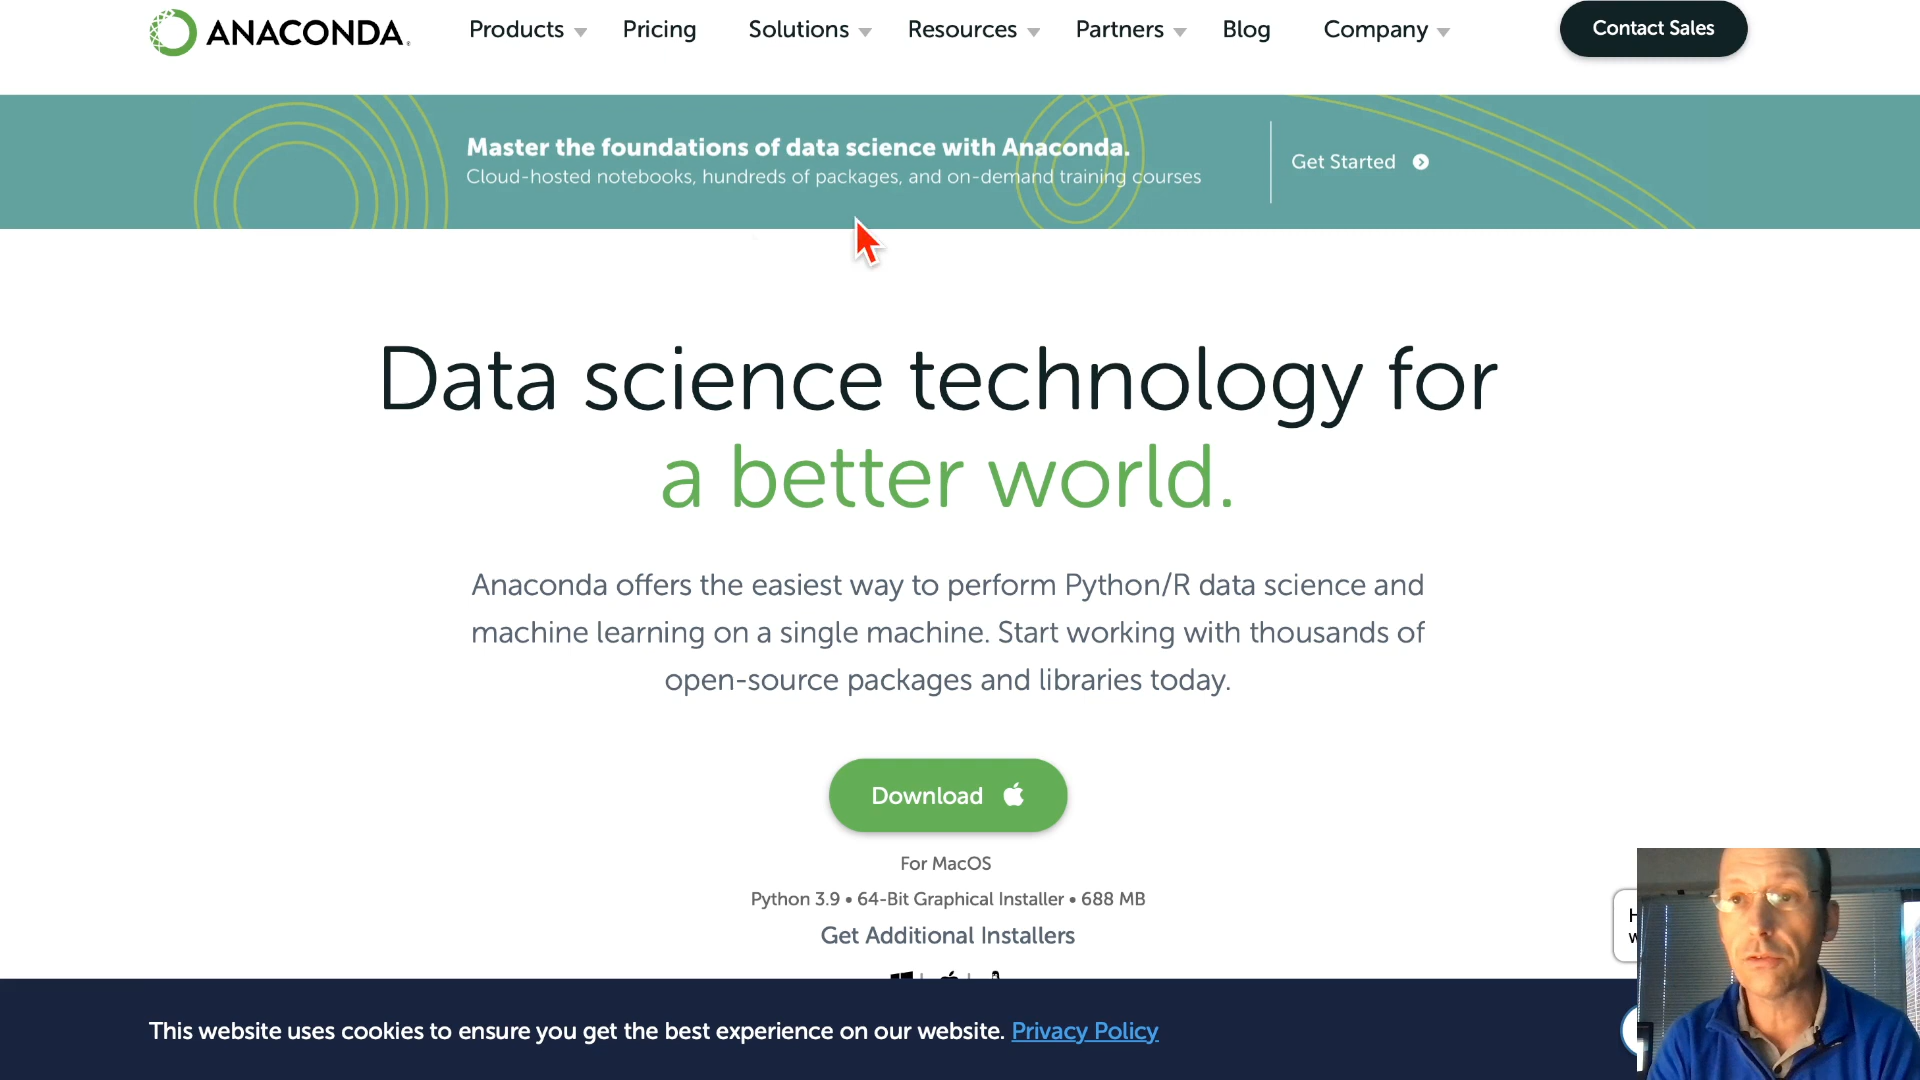 ANACONDA.
Products
Pricing
Solutions
Resources
Partners
Blog
Company
Contact Sales
Master the foundations of data science with Anaconda.
Cloud-hosted notebooks, hundreds of packages, and on-demand training courses
Get Started
Data science technology for
a better world.
Anaconda offers the easiest way to perform Python/R data science and
machine learning on a single machine. Start working with thousands of
open-source packages and libraries today.
Download
For MacOS
Python 3.9 • 64-Bit Graphical Installer • 688 MB
Get Additional Installers
This website uses cookies to ensure you get the best experience on our website. Privacy Policy